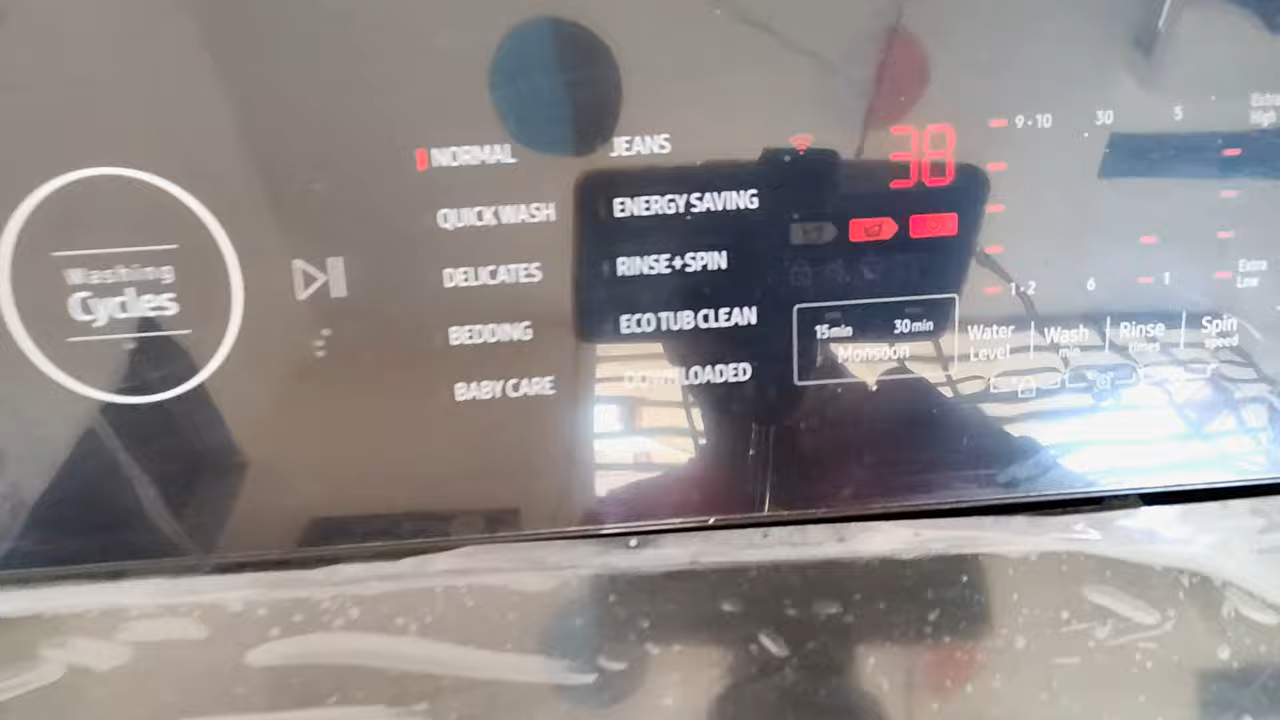 Washing
Cycles
NORMAL
QUICK WASH
DELICATES
BEDDING
BABY CARE
JEANS
ENERGY SAVING
RINSE+SPIN
ECO TUB CLEAN
DOWNLOADED
38
15min 30min
Monsoon
9-10 30 5 Extra High
1-2 6 1 Extra Low
Water Level
Wash min
Rinse times
Spin speed